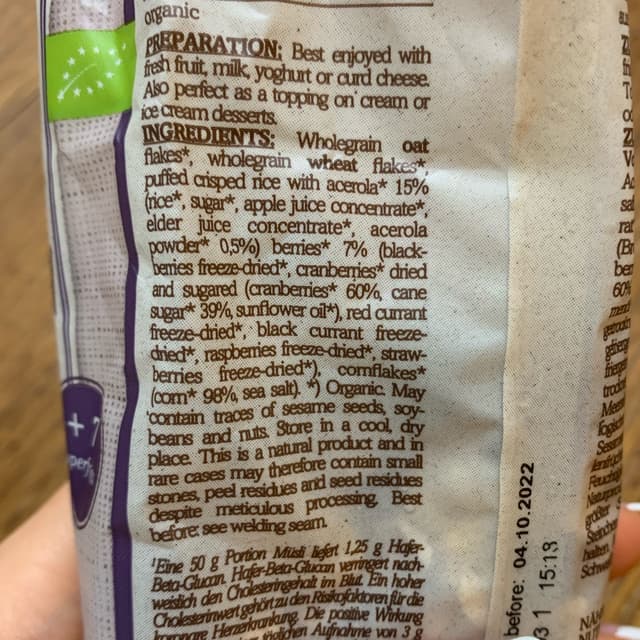 organic
PREPARATION: Best enjoyed with
fresh fruit, milk, yoghurt or curd cheese.
Also perfect as a topping on cream or
ice cream desserts.
INGREDIENTS: Wholegrain oat
flakes*, wholegrain wheat flakes*,
puffed crisped rice with acerola* 15%
(rice*, sugar*, apple juice concentrate*,
elder juice concentrate*, acerola
powder* 0,5%) berries* 7% (black-
berries freeze-dried*, cranberries* dried
and sugared (cranberries* 60%, cane
sugar* 39%, sunflower oil*), red currant
freeze-dried*, black currant freeze-
dried*, raspberries freeze-dried*, straw-
berries freeze-dried*), cornflakes*
(corn* 98%, sea salt). *) Organic. May
contain traces of sesame seeds, soy-
beans and nuts. Store in a cool, dry
place. This is a natural product and in
rare cases may therefore contain small
stones, peel residues and seed residues
despite meticulous processing. Best
before: see welding seam.
¹Eine 50 g Portion Müsli liefert 1,25 g Hafer-
Beta-Glucan. Hafer-Beta-Glucan verringert nach-
weislich den Cholesteringehalt im Blut. Ein hoher
Cholesterinwert gehört zu den Risikofaktoren für die
koronare Herzerkrankung. Die positive Wirkung
täglichen Aufnahme von 3 g
before: 04.10.2022
31 15:13